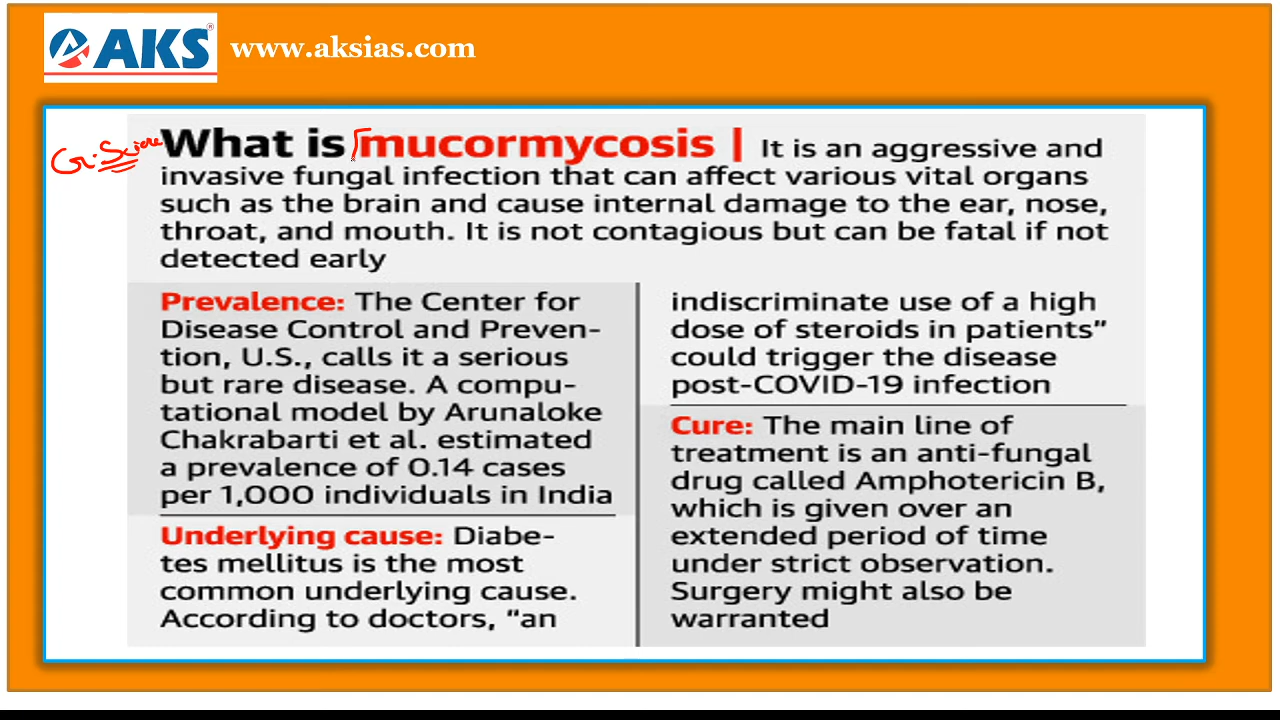 AKS®
www.aksias.com
G. Science
What is mucormycosis | It is an aggressive and
invasive fungal infection that can affect various vital organs
such as the brain and cause internal damage to the ear, nose,
throat, and mouth. It is not contagious but can be fatal if not
detected early
Prevalence: The Center for
Disease Control and Preven-
tion, U.S., calls it a serious
but rare disease. A compu-
tational model by Arunaloke
Chakrabarti et al. estimated
a prevalence of 0.14 cases
per 1,000 individuals in India
Underlying cause: Diabe-
tes mellitus is the most
common underlying cause.
According to doctors, “an
indiscriminate use of a high
dose of steroids in patients”
could trigger the disease
post-COVID-19 infection
Cure: The main line of
treatment is an anti-fungal
drug called Amphotericin B,
which is given over an
extended period of time
under strict observation.
Surgery might also be
warranted